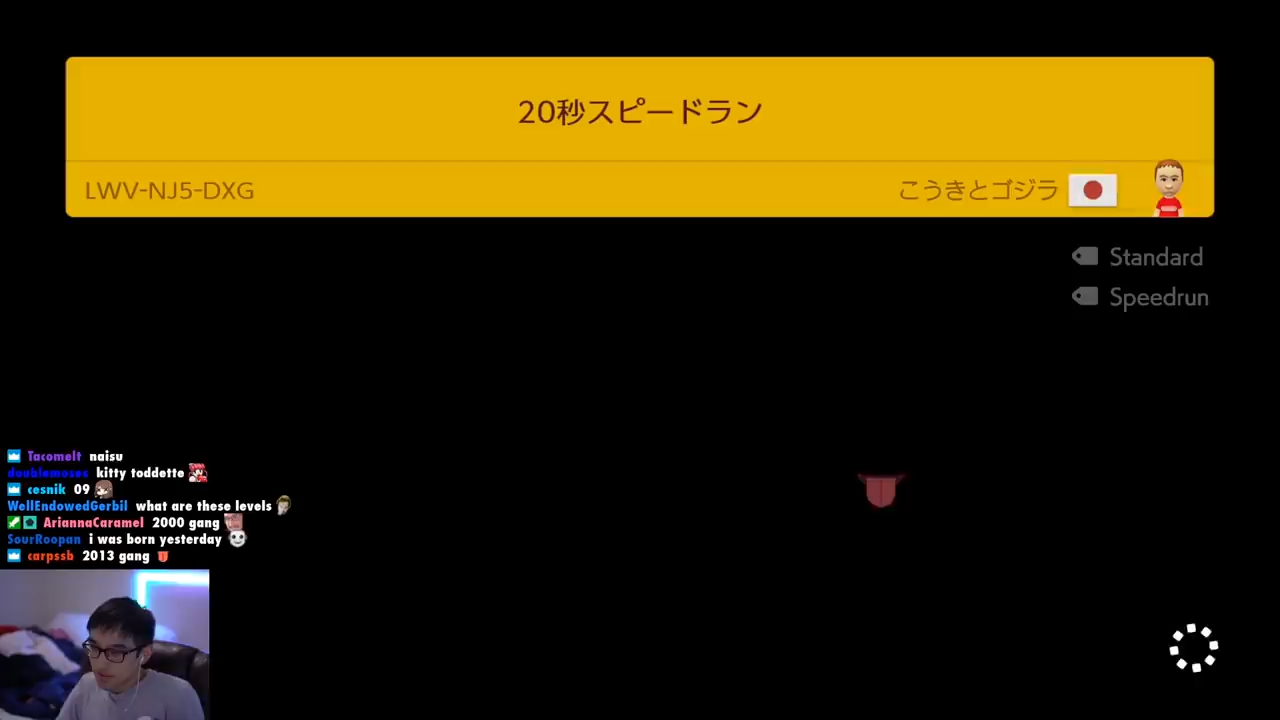 20秒スピードラン
LWV-NJ5-DXG
こうきとゴジラ
Standard
Speedrun
Tacomelt naisu
doublemoses kitty toddette
cesnik 09
WellEndowedGerbil what are these levels
AriannaCaramel 2000 gang
SourRoopan i was born yesterday
carpssb 2013 gang